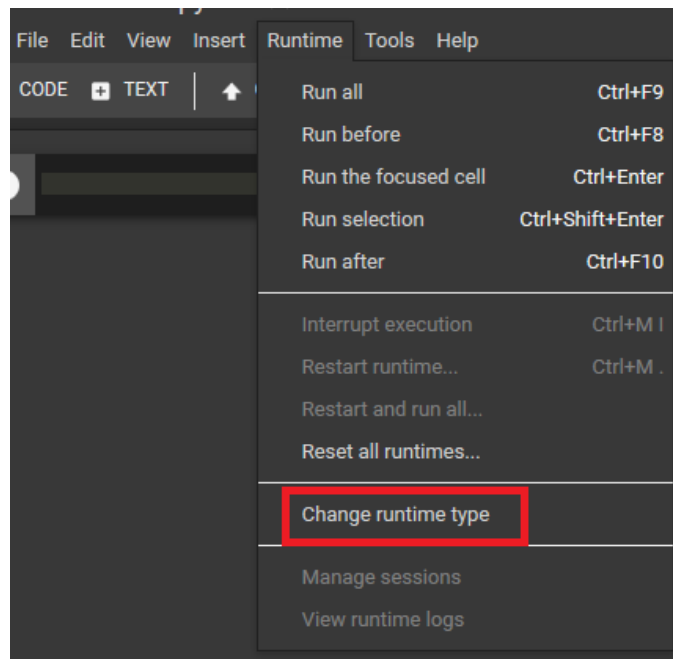 File Edit View Insert Runtime Tools Help
CODE TEXT
Run all Ctrl+F9
Run before Ctrl+F8
Run the focused cell Ctrl+Enter
Run selection Ctrl+Shift+Enter
Run after Ctrl+F10
Interrupt execution Ctrl+M I
Restart runtime... Ctrl+M .
Restart and run all...
Reset all runtimes...
Change runtime type
Manage sessions
View runtime logs